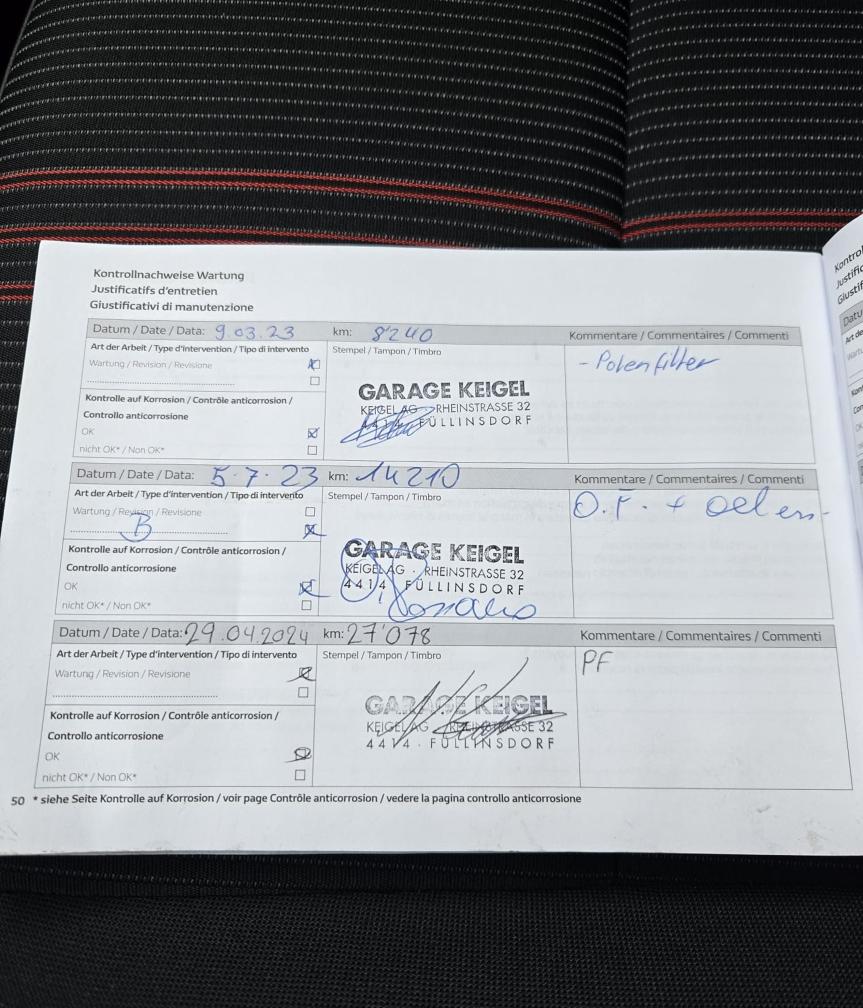 Kontrollnachweise Wartung
Justificatifs d'entretien
Giustificativi di manutenzione
Datum / Date / Data: 9.03.23 km: 8'240 Kommentare / Commentaires / Commenti
Art der Arbeit / Type d'intervention / Tipo di intervento Stempel / Tampon / Timbro
- Polenfilter
Wartung / Revision / Revisione
GARAGE KEIGEL
KEIGEL AG RHEINSTRASSE 32
FÜLLINSDORF
Kontrolle auf Korrosion / Contrôle anticorrosion /
Controllo anticorrosione
OK
nicht OK* / Non OK*
Datum / Date / Data: 5.7.23 km: 14210 Kommentare / Commentaires / Commenti
Art der Arbeit / Type d'intervention / Tipo di intervento Stempel / Tampon / Timbro
O.F. +
Wartung / Revision / Revisione
B
GARAGE KEIGEL
KEIGEL AG · RHEINSTRASSE 32
4414 FÜLLINSDORF
Kontrolle auf Korrosion / Contrôle anticorrosion /
Controllo anticorrosione
OK
nicht OK* / Non OK*
Datum / Date / Data: 29.04.2024 km: 27'078 Kommentare / Commentaires / Commenti
Art der Arbeit / Type d'intervention / Tipo di intervento Stempel / Tampon / Timbro
PF
Wartung / Revision / Revisione
GARAGE KEIGEL
KEIGEL AG · RHEINSTRASSE 32
4414 · FÜLLINSDORF
Kontrolle auf Korrosion / Contrôle anticorrosion /
Controllo anticorrosione
OK
nicht OK* / Non OK*
50 * siehe Seite Kontrolle auf Korrosion / voir page Contrôle anticorrosion / vedere la pagina controllo anticorrosione